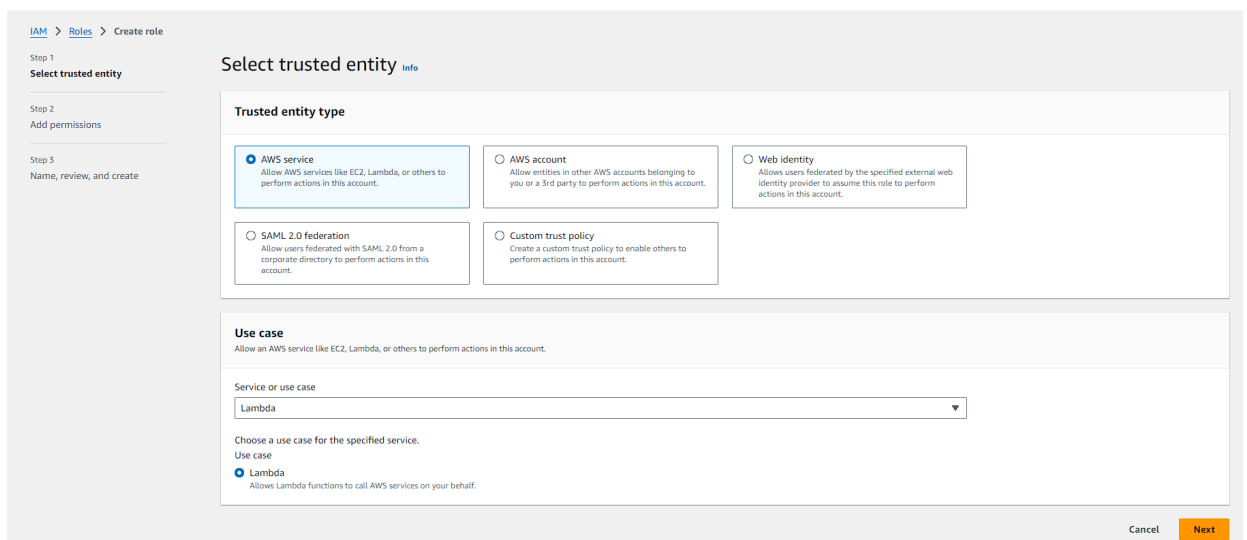 IAM > Roles > Create role
Step 1
Select trusted entity
Step 2
Add permissions
Step 3
Name, review, and create
Select trusted entity Info
Trusted entity type
AWS service
Allow AWS services like EC2, Lambda, or others to
perform actions in this account.
AWS account
Allow entities in other AWS accounts belonging to
you or a 3rd party to perform actions in this account.
Web identity
Allows users federated by the specified external web
identity provider to assume this role to perform
actions in this account.
SAML 2.0 federation
Allow users federated with SAML 2.0 from a
corporate directory to perform actions in this
account.
Custom trust policy
Create a custom trust policy to enable others to
perform actions in this account.
Use case
Allow an AWS service like EC2, Lambda, or others to perform actions in this account.
Service or use case
Lambda
Choose a use case for the specified service.
Use case
Lambda
Allows Lambda functions to call AWS services on your behalf.
Cancel
Next